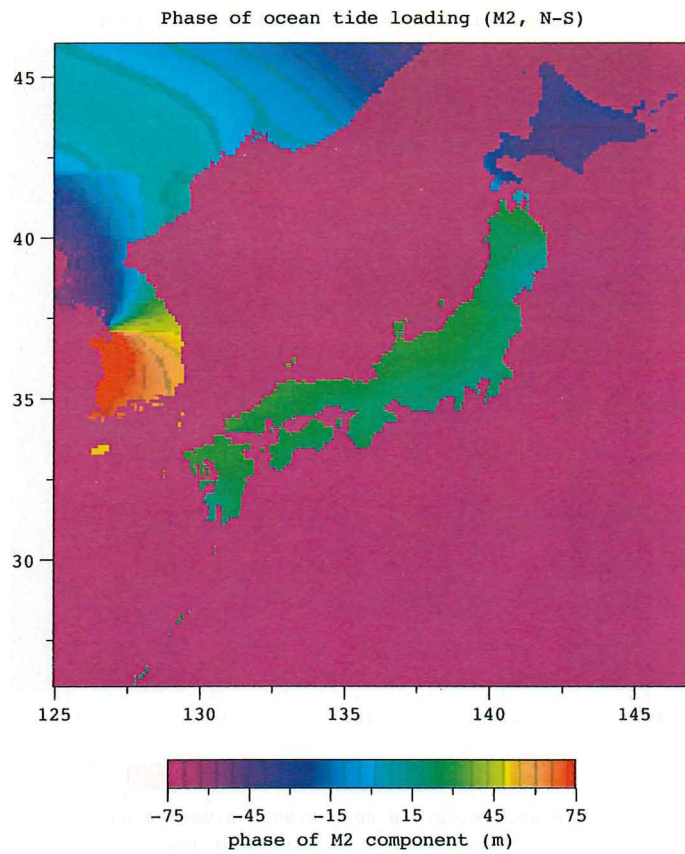 Phase of ocean tide loading (M2, N-S)
45
40
35
30
125 130 135 140 145
-75 -45 -15 15 45 75
phase of M2 component (m)